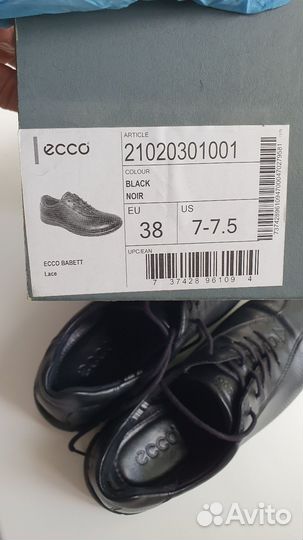 ecco
ARTICLE
21020301001
COLOUR
BLACK
NOIR
EU
US
38
7-7.5
UPC/EAN
ECCO BABETT
Lace
7 37428 96109 4
ecco
ecco
Avito